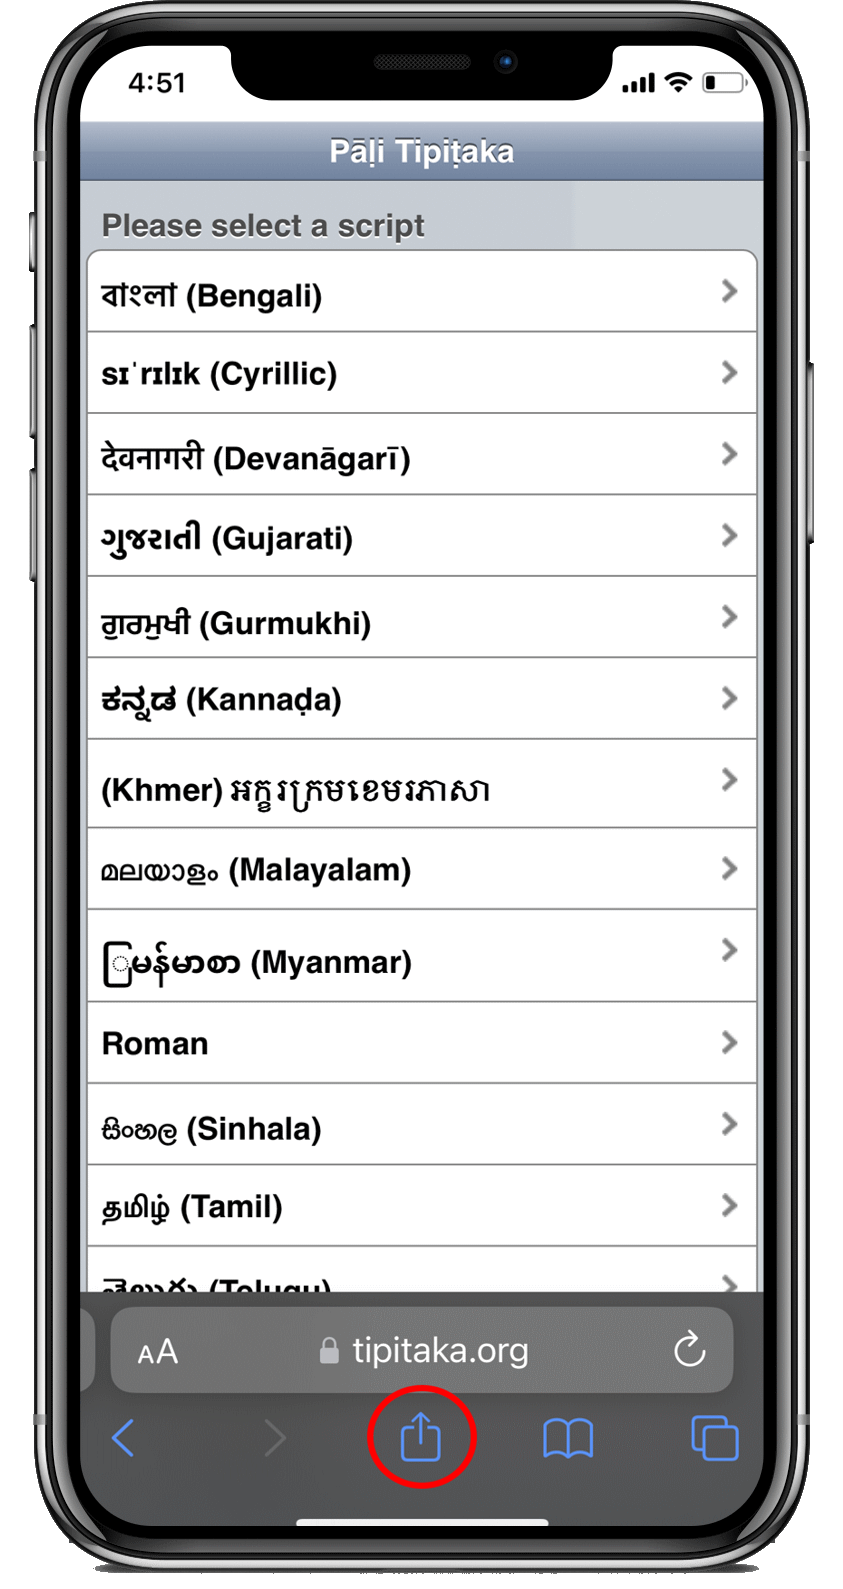 4:51
Pāḷi Tipiṭaka
Please select a script
বাংলা (Bengali)
sɪˈrɪlɪk (Cyrillic)
देवनागरी (Devanāgarī)
ગુજરાતી (Gujarati)
ਗੁਰਮੁਖੀ (Gurmukhi)
ಕನ್ನಡ (Kannaḍa)
(Khmer) អក្ខរក្រមខេមរភាសា
മലയാളം (Malayalam)
ြမန်မာစာ (Myanmar)
Roman
සිංහල (Sinhala)
தமிழ் (Tamil)
తెలుగు (Telugu)
AA tipitaka.org